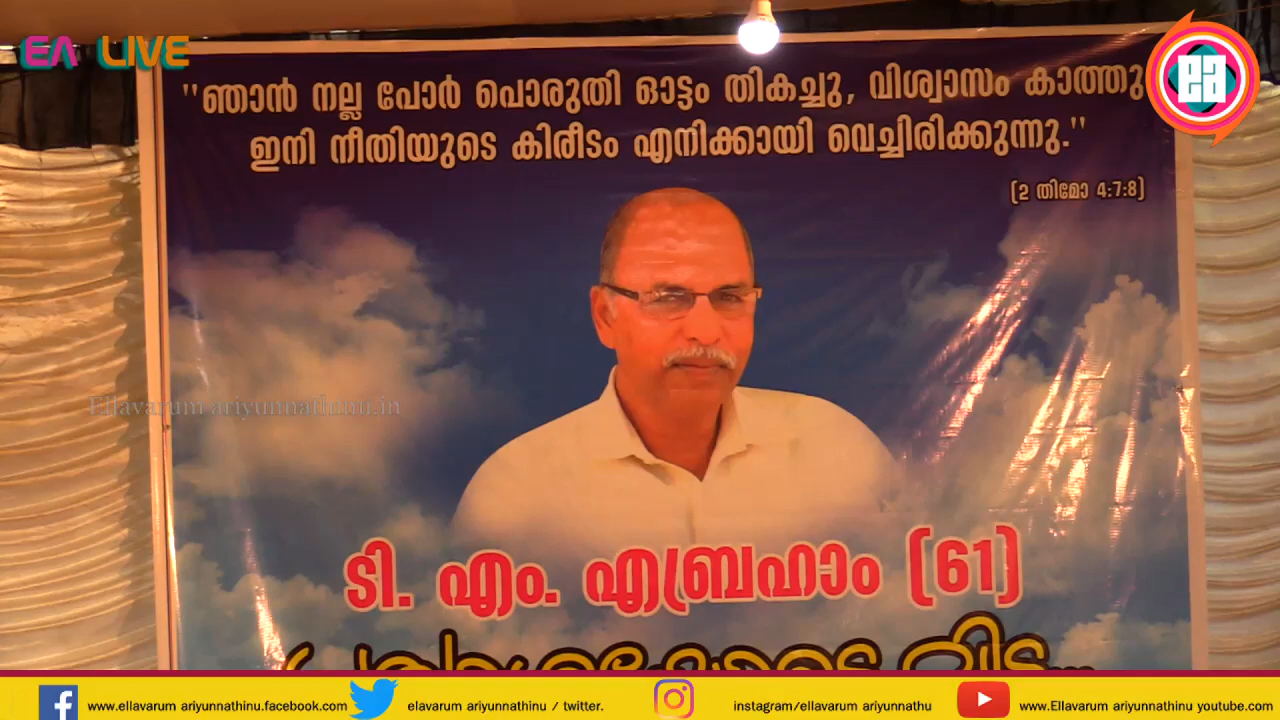 EA LIVE
ea
"ഞാൻ നല്ല പോർ പൊരുതി ഓട്ടം തികച്ചു, വിശ്വാസം കാത്തു
ഇനി നീതിയുടെ കിരീടം എനിക്കായി വെച്ചിരിക്കുന്നു."
(2 തിമോ 4:7:8)
Ellavarum ariyunnathinu.in
ടി. എം. എബ്രഹാം (61)
www.ellavarum ariyunnathinu.facebook.com
elavarum ariyunnathinu / twitter.
instagram/ellavarum ariyunnathu
www.Ellavarum ariyunnathinu youtube.com